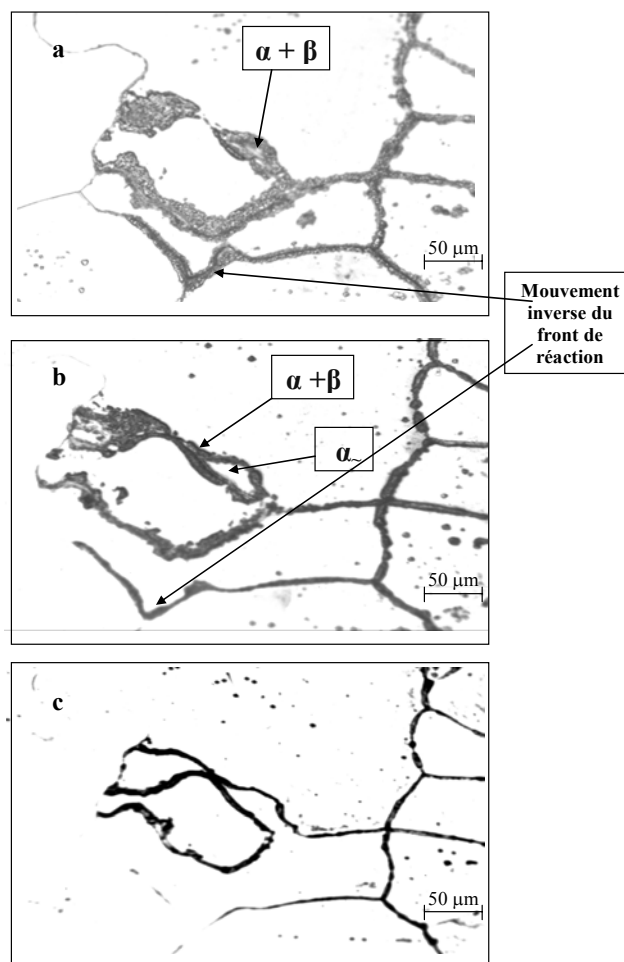 a
α + β
50 µm
Mouvement
inverse du
front de
réaction
b
α +β
α~
50 µm
c
50 µm